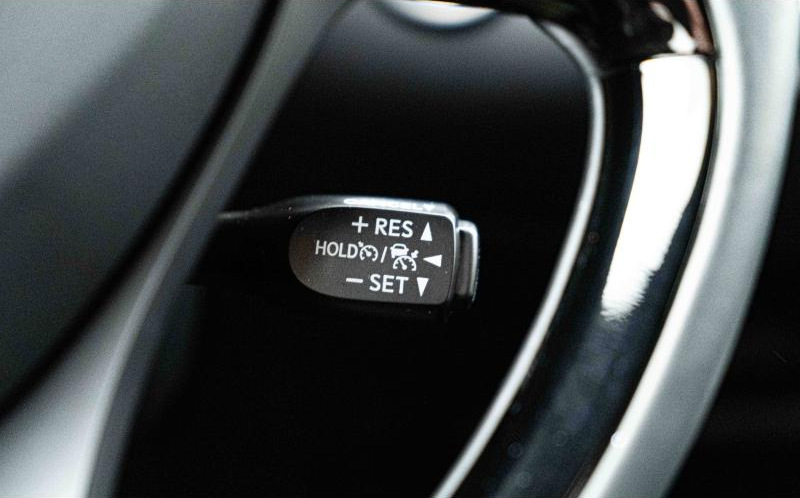 + RES ▲
HOLD / ◀
− SET ▼